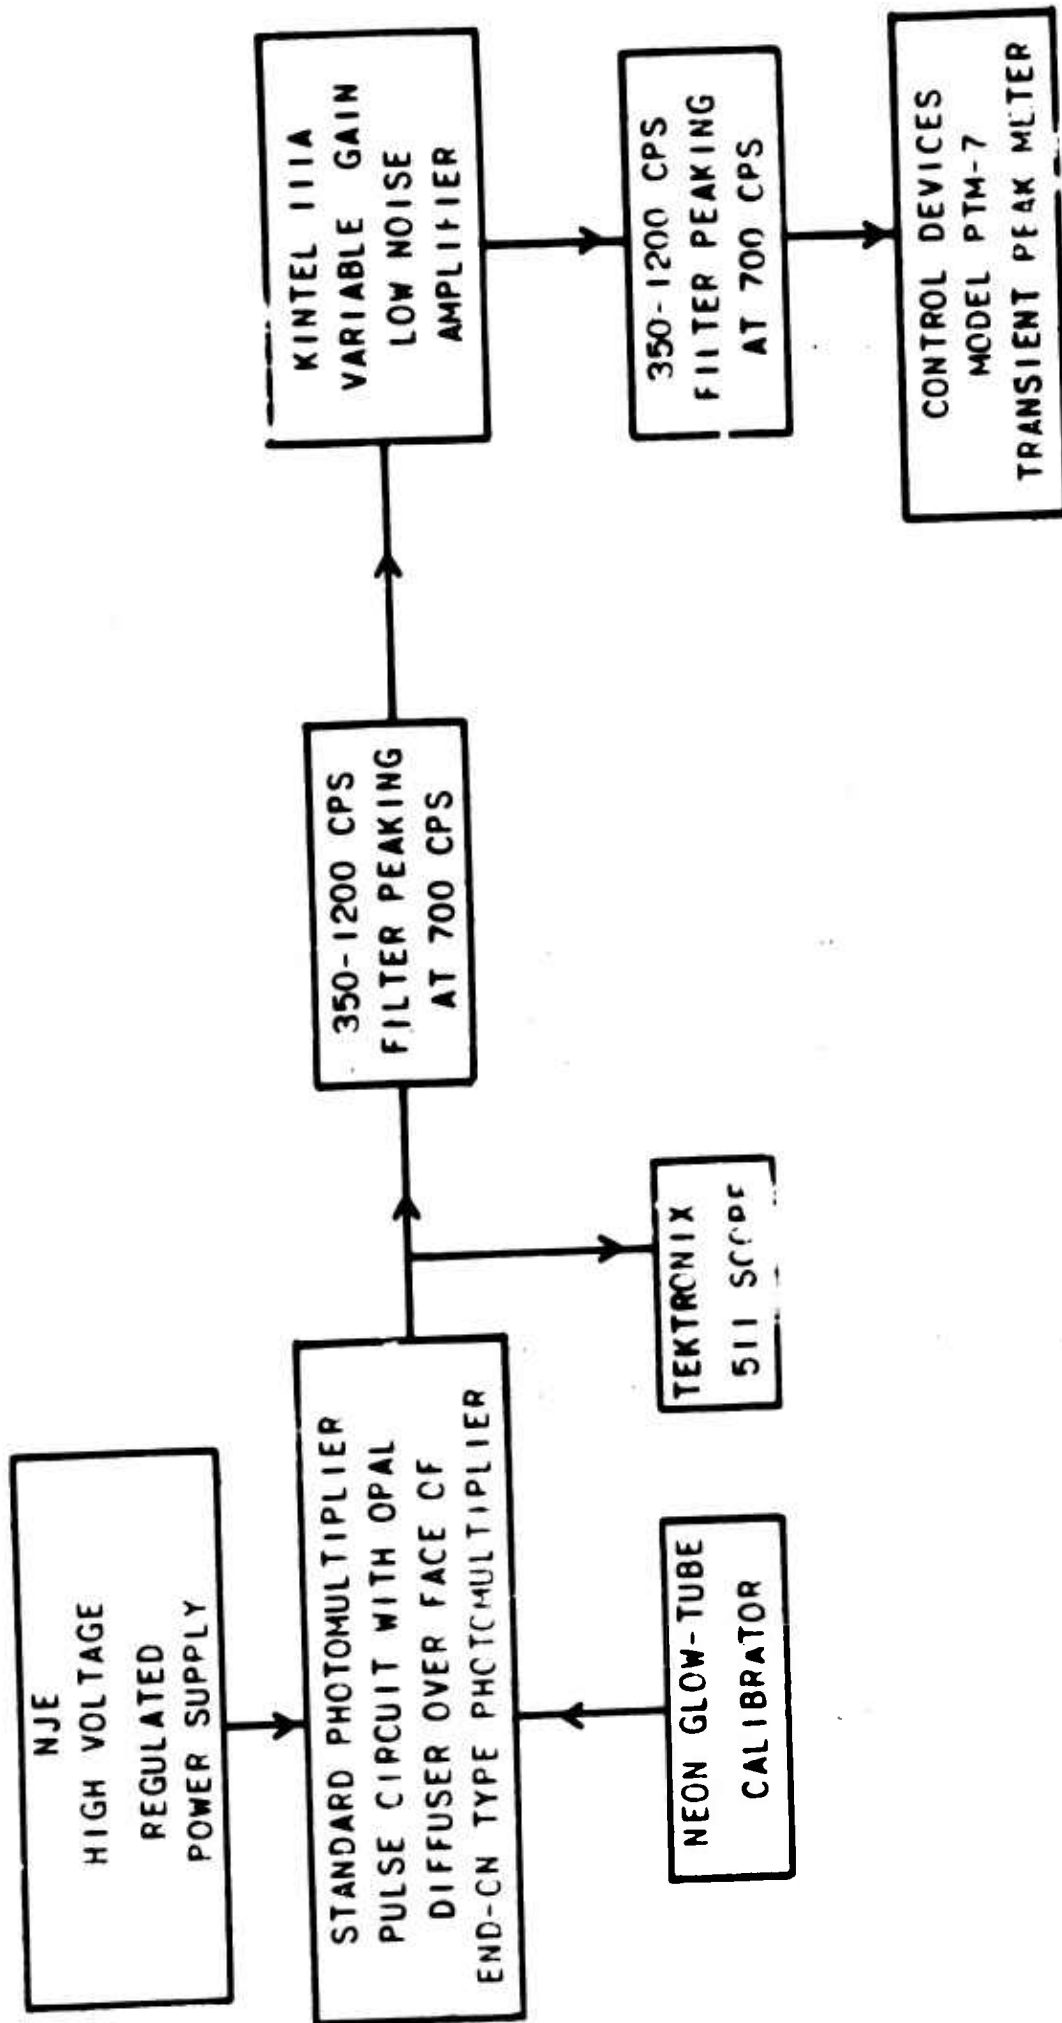 NJE
HIGH VOLTAGE
REGULATED
POWER SUPPLY
STANDARD PHOTOMULTIPLIER
PULSE CIRCUIT WITH OPAL
DIFFUSER OVER FACE OF
END-ON TYPE PHOTOMULTIPLIER
NEON GLOW-TUBE
CALIBRATOR
TEKTRONIX
511 SCOPE
350-1200 CPS
FILTER PEAKING
AT 700 CPS
KINTEL 111A
VARIABLE GAIN
LOW NOISE
AMPLIFIER
350-1200 CPS
FILTER PEAKING
AT 700 CPS
CONTROL DEVICES
MODEL PTM-7
TRANSIENT PEAK METER